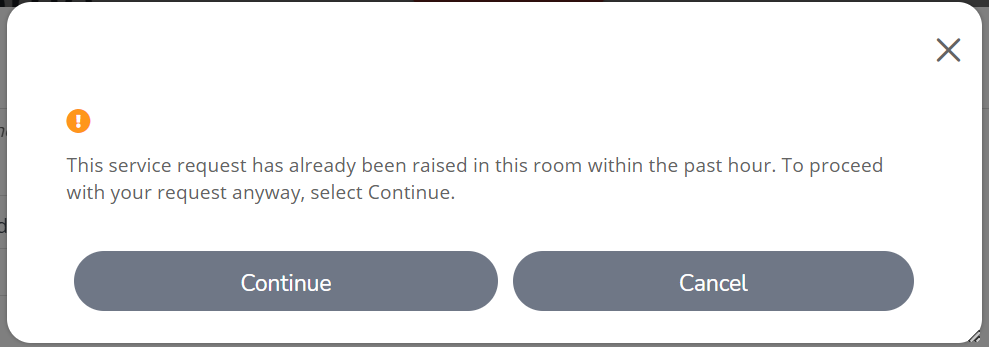 This service request has already been raised in this room within the past hour. To proceed
with your request anyway, select Continue.
Continue
Cancel